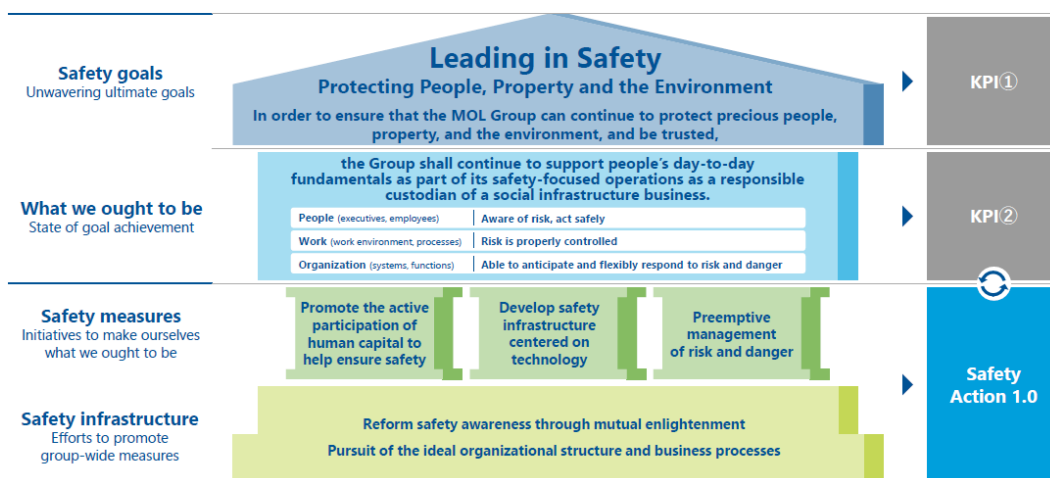 Safety goals
Unwavering ultimate goals
Leading in Safety
Protecting People, Property and the Environment
In order to ensure that the MOL Group can continue to protect precious people,
property, and the environment, and be trusted,
KPI①
What we ought to be
State of goal achievement
the Group shall continue to support people's day-to-day
fundamentals as part of its safety-focused operations as a responsible
custodian of a social infrastructure business.
People (executives, employees) Aware of risk, act safely
Work (work environment, processes) Risk is properly controlled
Organization (systems, functions) Able to anticipate and flexibly respond to risk and danger
KPI②
Safety measures
Initiatives to make ourselves
what we ought to be
Promote the active
participation of
human capital to
help ensure safety
Develop safety
infrastructure
centered on
technology
Preemptive
management
of risk and danger
Safety infrastructure
Efforts to promote
group-wide measures
Reform safety awareness through mutual enlightenment
Pursuit of the ideal organizational structure and business processes
Safety
Action 1.0